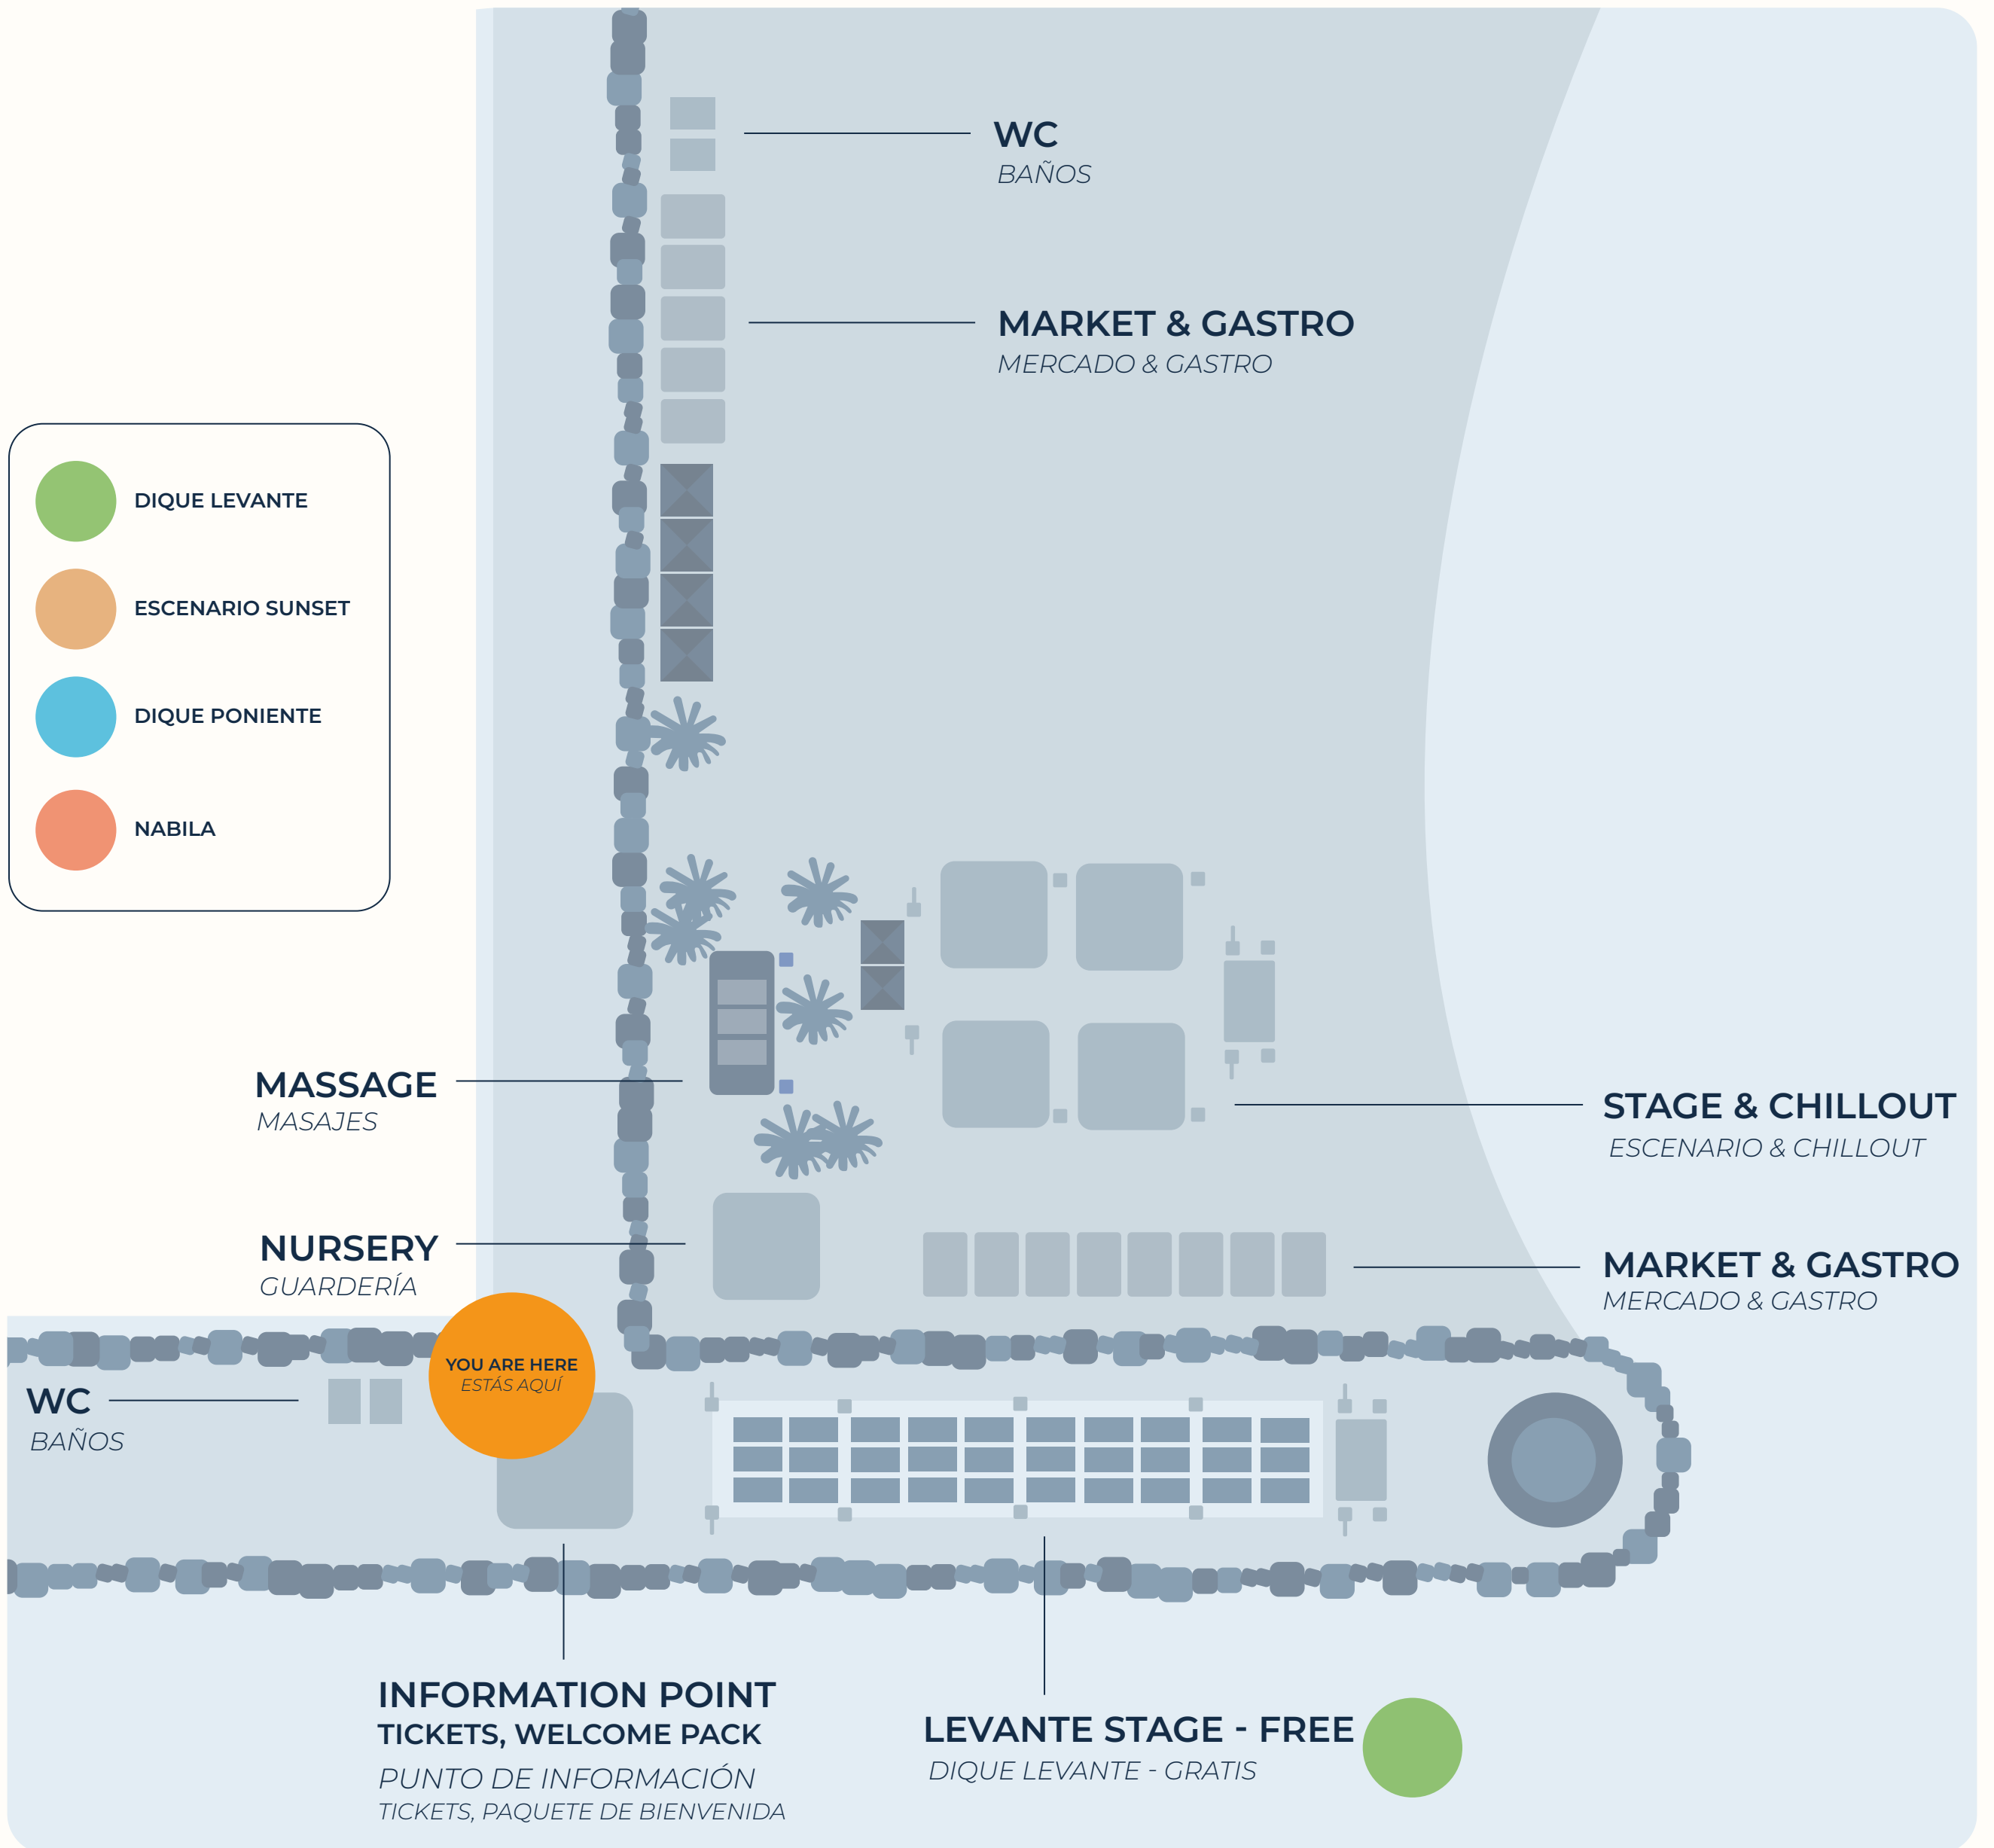 WC
BAÑOS
MARKET & GASTRO
MERCADO & GASTRO
DIQUE LEVANTE
ESCENARIO SUNSET
DIQUE PONIENTE
NABILA
MASSAGE
MASAJES
STAGE & CHILLOUT
ESCENARIO & CHILLOUT
NURSERY
GUARDERÍA
MARKET & GASTRO
MERCADO & GASTRO
YOU ARE HERE
ESTÁS AQUÍ
WC
BAÑOS
INFORMATION POINT
TICKETS, WELCOME PACK
PUNTO DE INFORMACIÓN
TICKETS, PAQUETE DE BIENVENIDA
LEVANTE STAGE - FREE
DIQUE LEVANTE - GRATIS